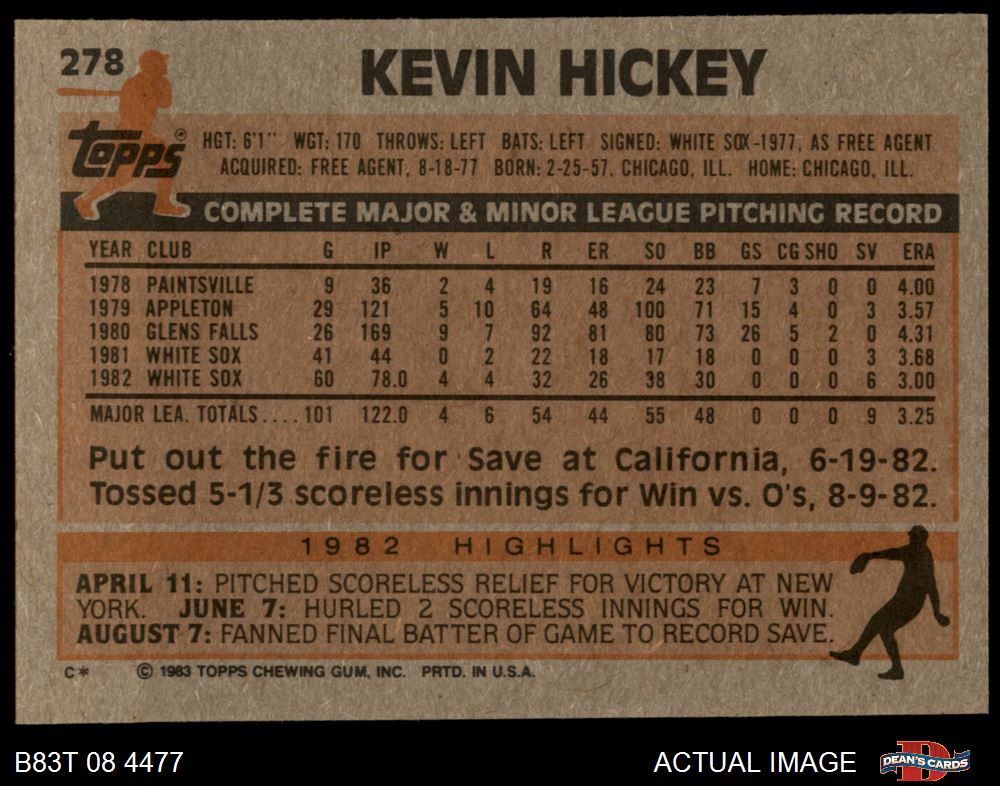 278
KEVIN HICKEY
Topps ®
HGT: 6'1" WGT: 170 THROWS: LEFT BATS: LEFT SIGNED: WHITE SOX-1977, AS FREE AGENT
ACQUIRED: FREE AGENT, 8-18-77 BORN: 2-25-57, CHICAGO, ILL. HOME: CHICAGO, ILL.
COMPLETE MAJOR & MINOR LEAGUE PITCHING RECORD
YEAR CLUB G IP W L R ER SO BB GS CG SHO SV ERA
1978 PAINTSVILLE 9 36 2 4 19 16 24 23 7 3 0 0 4.00
1979 APPLETON 29 121 5 10 64 48 100 71 15 4 0 3 3.57
1980 GLENS FALLS 26 169 9 7 92 81 80 73 26 5 2 0 4.31
1981 WHITE SOX 41 44 0 2 22 18 17 18 0 0 0 3 3.68
1982 WHITE SOX 60 78.0 4 4 32 26 38 30 0 0 0 6 3.00
MAJOR LEA. TOTALS.... 101 122.0 4 6 54 44 55 48 0 0 0 9 3.25
Put out the fire for Save at California, 6-19-82.
Tossed 5-1/3 scoreless innings for Win vs. O's, 8-9-82.
1982 HIGHLIGHTS
APRIL 11: PITCHED SCORELESS RELIEF FOR VICTORY AT NEW
YORK. JUNE 7: HURLED 2 SCORELESS INNINGS FOR WIN.
AUGUST 7: FANNED FINAL BATTER OF GAME TO RECORD SAVE.
C* © 1983 TOPPS CHEWING GUM, INC. PRTD. IN U.S.A.
B83T 08 4477 ACTUAL IMAGE D DEAN'S CARDS